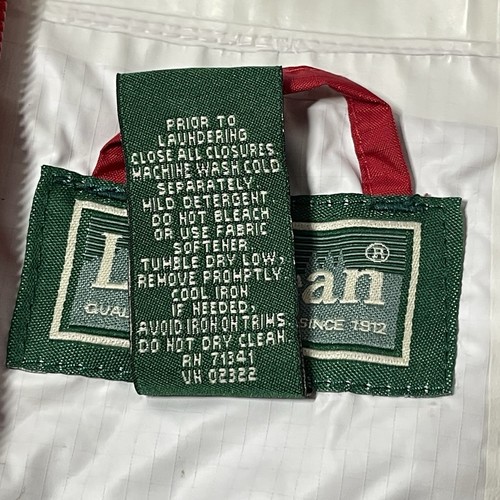 PRIOR TO
LAUNDERING
CLOSE ALL CLOSURES.
MACHINE WASH COLD
SEPARATELY
MILD DETERGENT
DO NOT BLEACH
OR USE FABRIC
SOFTENER
TUMBLE DRY LOW,
REMOVE PROMPTLY
COOL IRON
IF NEEDED,
AVOID IRON ON TRIMS
DO NOT DRY CLEAN
RN 71341
VN 02322
L
ean ®
QUAL
SINCE 1912